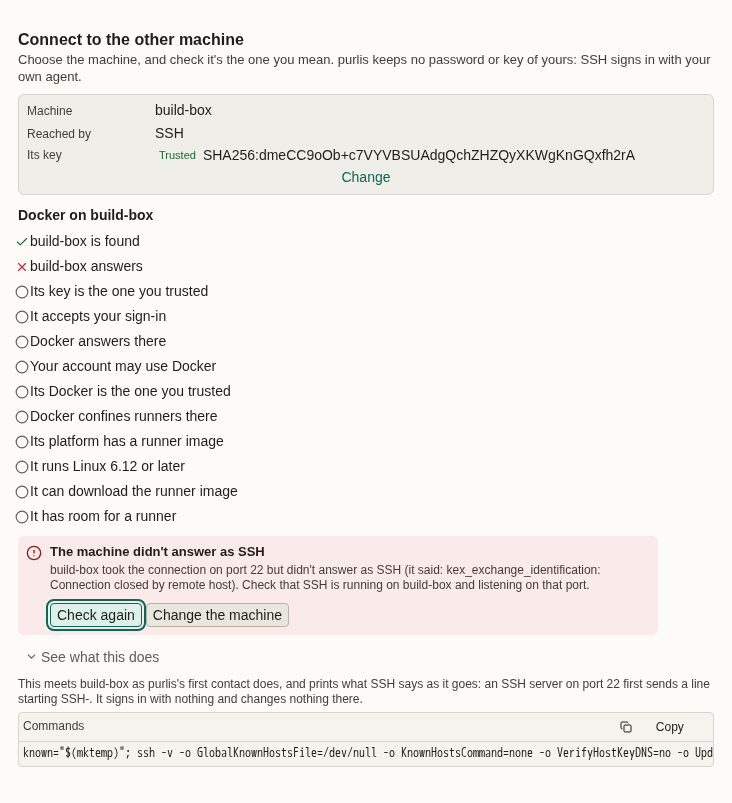 Connect to the other machine
Choose the machine, and check it's the one you mean. purlis keeps no password or key of yours: SSH signs in with your
own agent.
Machine build-box
Reached by SSH
Its key Trusted SHA256:dmeCC9oOb+c7VYVBSUAdgQchZHZQyXKWgKnGQxfh2rA
Change
Docker on build-box
build-box is found
build-box answers
Its key is the one you trusted
It accepts your sign-in
Docker answers there
Your account may use Docker
Its Docker is the one you trusted
Docker confines runners there
Its platform has a runner image
It runs Linux 6.12 or later
It can download the runner image
It has room for a runner
The machine didn't answer as SSH
build-box took the connection on port 22 but didn't answer as SSH (it said: kex_exchange_identification:
Connection closed by remote host). Check that SSH is running on build-box and listening on that port.
Check again Change the machine
See what this does
This meets build-box as purlis's first contact does, and prints what SSH says as it goes: an SSH server on port 22 first sends a line
starting SSH-. It signs in with nothing and changes nothing there.
Commands Copy
known="$(mktemp)"; ssh -v -o GlobalKnownHostsFile=/dev/null -o KnownHostsCommand=none -o VerifyHostKeyDNS=no -o Upd